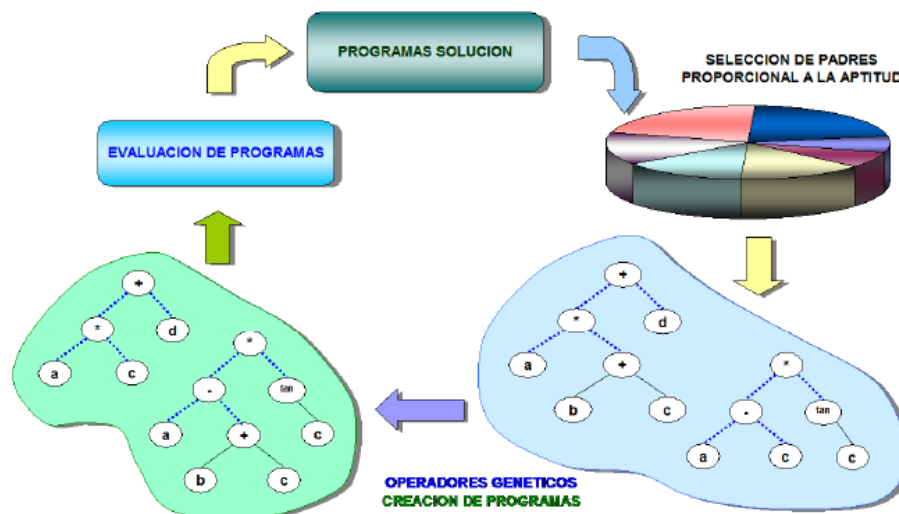 PROGRAMAS SOLUCION
SELECCION DE PADRES
PROPORCIONAL A LA APTITUD
EVALUACION DE PROGRAMAS
+
*
d
a
c
*
-
tan
a
+
c
b
c
+
*
d
a
+
b
c
*
-
tan
a
c
c
OPERADORES GENETICOS
CREACION DE PROGRAMAS